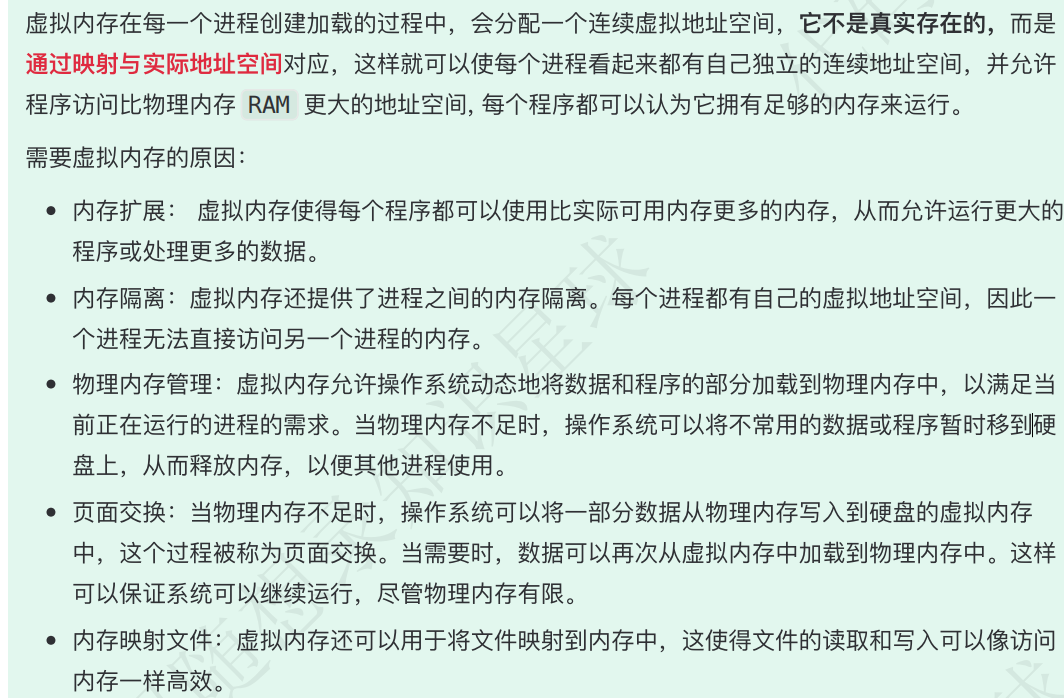 虚拟内存在每一个进程创建加载的过程中，会分配一个连续虚拟地址空间，它不是真实存在的，而是
通过映射与实际地址空间对应，这样就可以使每个进程看起来都有自己独立的连续地址空间，并允许
程序访问比物理内存 RAM 更大的地址空间, 每个程序都可以认为它拥有足够的内存来运行。
需要虚拟内存的原因：
• 内存扩展： 虚拟内存使得每个程序都可以使用比实际可用内存更多的内存，从而允许运行更大的
程序或处理更多的数据。
• 内存隔离：虚拟内存还提供了进程之间的内存隔离。每个进程都有自己的虚拟地址空间，因此一
个进程无法直接访问另一个进程的内存。
• 物理内存管理：虚拟内存允许操作系统动态地将数据和程序的部分加载到物理内存中，以满足当
前正在运行的进程的需求。当物理内存不足时，操作系统可以将不常用的数据或程序暂时移到硬
盘上，从而释放内存，以便其他进程使用。
• 页面交换：当物理内存不足时，操作系统可以将一部分数据从物理内存写入到硬盘的虚拟内存
中，这个过程被称为页面交换。当需要时，数据可以再次从虚拟内存中加载到物理内存中。这样
可以保证系统可以继续运行，尽管物理内存有限。
• 内存映射文件：虚拟内存还可以用于将文件映射到内存中，这使得文件的读取和写入可以像访问
内存一样高效。
随想录知识星球